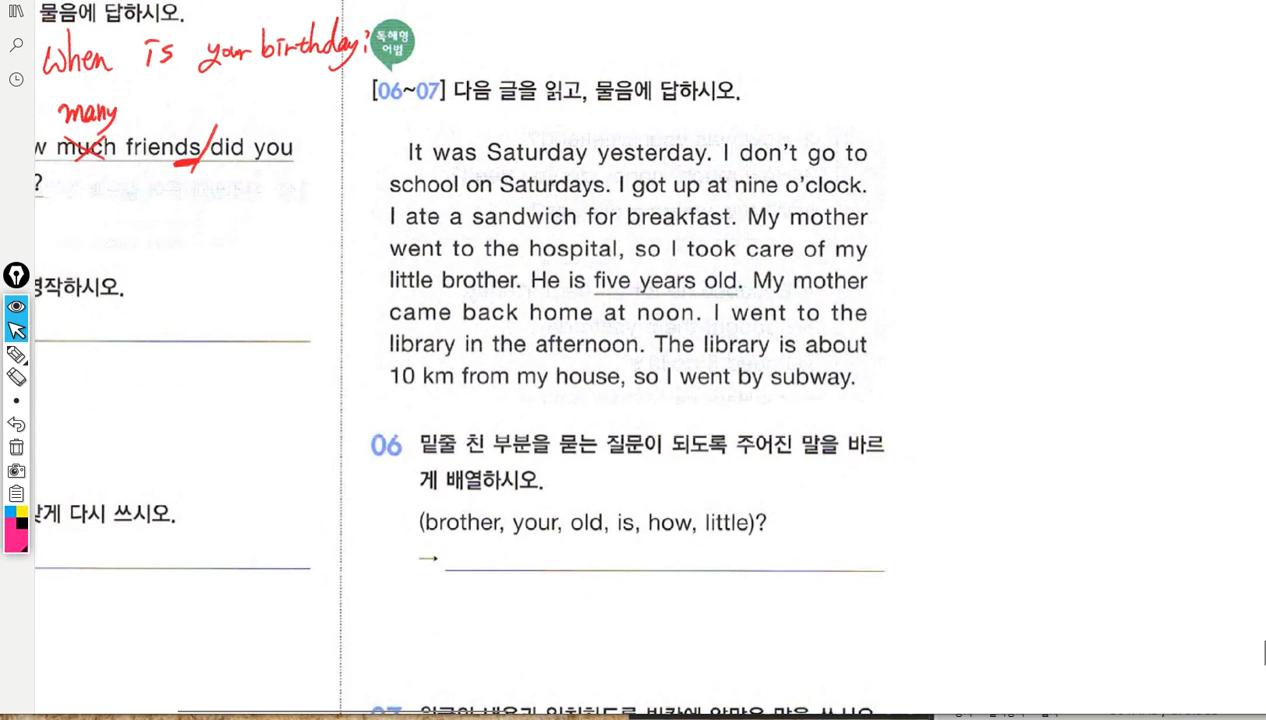 물음에 답하시오.
When is your birthday?
many
w much friends did you
?
영작하시오.
맞게 다시 쓰시오.
독해형
어법
[06~07] 다음 글을 읽고, 물음에 답하시오.
It was Saturday yesterday. I don't go to
school on Saturdays. I got up at nine o'clock.
I ate a sandwich for breakfast. My mother
went to the hospital, so I took care of my
little brother. He is five years old. My mother
came back home at noon. I went to the
library in the afternoon. The library is about
10 km from my house, so I went by subway.
06 밑줄 친 부분을 묻는 질문이 되도록 주어진 말을 바르
게 배열하시오.
(brother, your, old, is, how, little)?
→